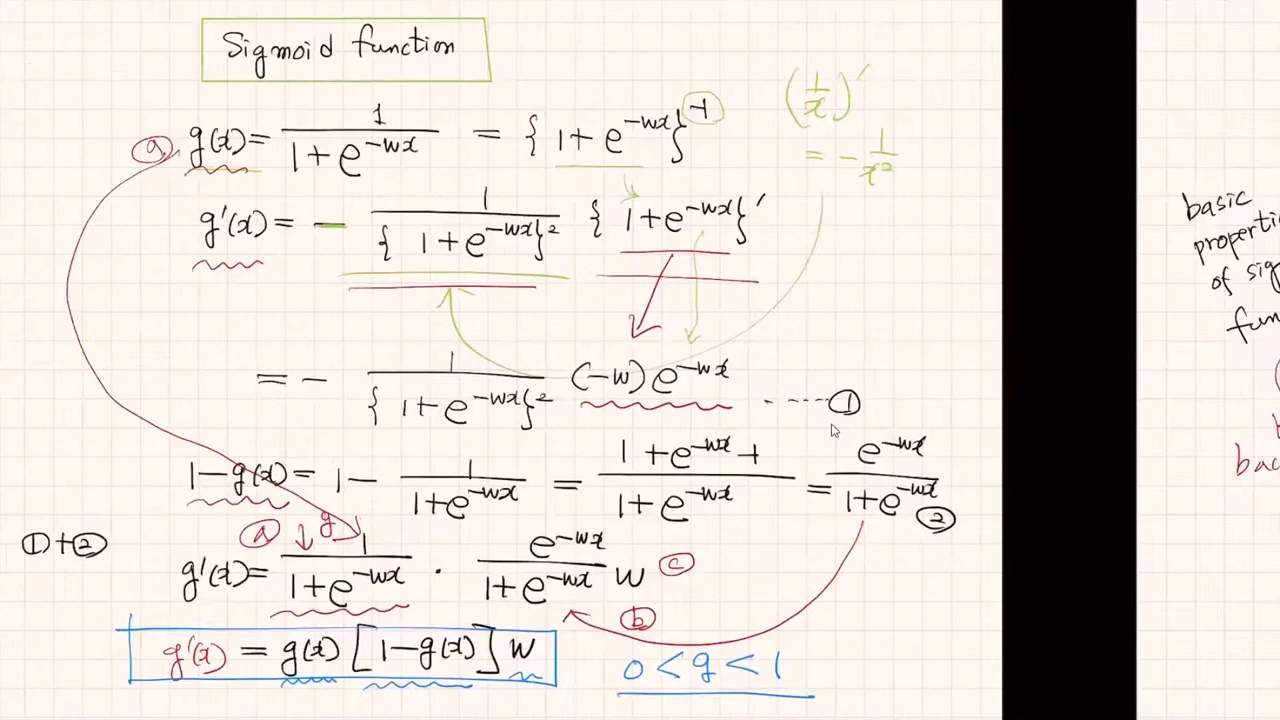 Sigmoid function
(1/x)′
= - 1/x²
ⓐ g(x) = 1/(1+e^{-wx}) = {1+e^{-wx}}^{-1}
g'(x) = - 1/{1+e^{-wx}}² {1+e^{-wx}}′
= - 1/{1+e^{-wx}}² (-w)e^{-wx} ----- ①
1-g(x) = 1 - 1/(1+e^{-wx}) = (1+e^{-wx}-1)/(1+e^{-wx}) = e^{-wx}/(1+e^{-wx}) ②
①+②
ⓐ g
g'(x) = 1/(1+e^{-wx}) · e^{-wx}/(1+e^{-wx}) w ⓒ
ⓑ
g'(x) = g(x) [1-g(x)] w
0 < g < 1
basic
of